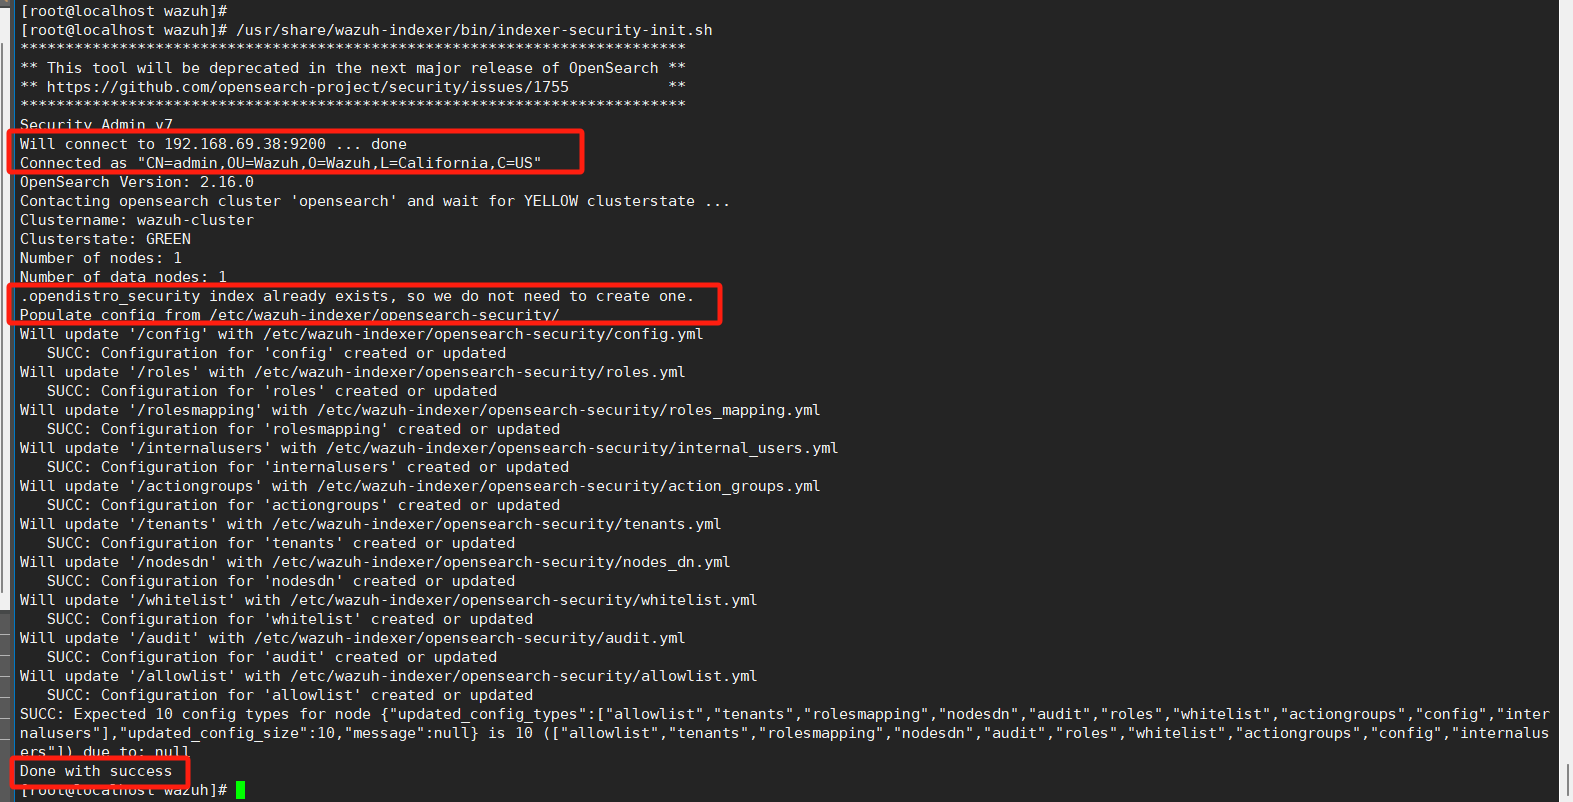 [root@localhost wazuh]#
[root@localhost wazuh]# /usr/share/wazuh-indexer/bin/indexer-security-init.sh
**************************************************************************
** This tool will be deprecated in the next major release of OpenSearch **
** https://github.com/opensearch-project/security/issues/1755           **
**************************************************************************
Security Admin v7
Will connect to 192.168.69.38:9200 ... done
Connected as "CN=admin,OU=Wazuh,O=Wazuh,L=California,C=US"
OpenSearch Version: 2.16.0
Contacting opensearch cluster 'opensearch' and wait for YELLOW clusterstate ...
Clustername: wazuh-cluster
Clusterstate: GREEN
Number of nodes: 1
Number of data nodes: 1
.opendistro_security index already exists, so we do not need to create one.
Populate config from /etc/wazuh-indexer/opensearch-security/
Will update '/config' with /etc/wazuh-indexer/opensearch-security/config.yml
   SUCC: Configuration for 'config' created or updated
Will update '/roles' with /etc/wazuh-indexer/opensearch-security/roles.yml
   SUCC: Configuration for 'roles' created or updated
Will update '/rolesmapping' with /etc/wazuh-indexer/opensearch-security/roles_mapping.yml
   SUCC: Configuration for 'rolesmapping' created or updated
Will update '/internalusers' with /etc/wazuh-indexer/opensearch-security/internal_users.yml
   SUCC: Configuration for 'internalusers' created or updated
Will update '/actiongroups' with /etc/wazuh-indexer/opensearch-security/action_groups.yml
   SUCC: Configuration for 'actiongroups' created or updated
Will update '/tenants' with /etc/wazuh-indexer/opensearch-security/tenants.yml
   SUCC: Configuration for 'tenants' created or updated
Will update '/nodesdn' with /etc/wazuh-indexer/opensearch-security/nodes_dn.yml
   SUCC: Configuration for 'nodesdn' created or updated
Will update '/whitelist' with /etc/wazuh-indexer/opensearch-security/whitelist.yml
   SUCC: Configuration for 'whitelist' created or updated
Will update '/audit' with /etc/wazuh-indexer/opensearch-security/audit.yml
   SUCC: Configuration for 'audit' created or updated
Will update '/allowlist' with /etc/wazuh-indexer/opensearch-security/allowlist.yml
   SUCC: Configuration for 'allowlist' created or updated
SUCC: Expected 10 config types for node {"updated_config_types":["allowlist","tenants","rolesmapping","nodesdn","audit","roles","whitelist","actiongroups","config","inter
nalusers"],"updated_config_size":10,"message":null} is 10 (["allowlist","tenants","rolesmapping","nodesdn","audit","roles","whitelist","actiongroups","config","internalus
ers"]) due to: null
Done with success
[root@localhost wazuh]#